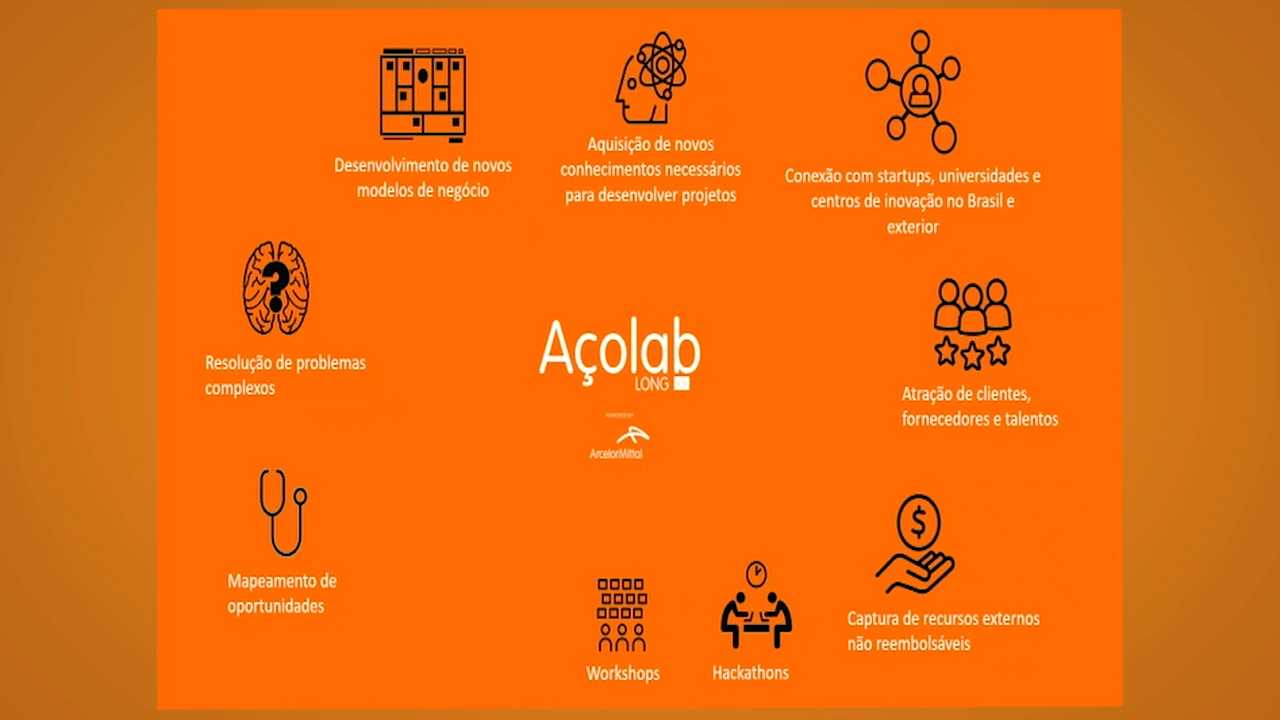 Desenvolvimento de novos
modelos de negócio
Aquisição de novos
conhecimentos necessários
para desenvolver projetos
Conexão com startups, universidades e
centros de inovação no Brasil e
exterior
Resolução de problemas
complexos
Açolab
LONG
POWERED BY
ArcelorMittal
Atração de clientes,
fornecedores e talentos
Mapeamento de
oportunidades
Workshops
Hackathons
Captura de recursos externos
não reembolsáveis